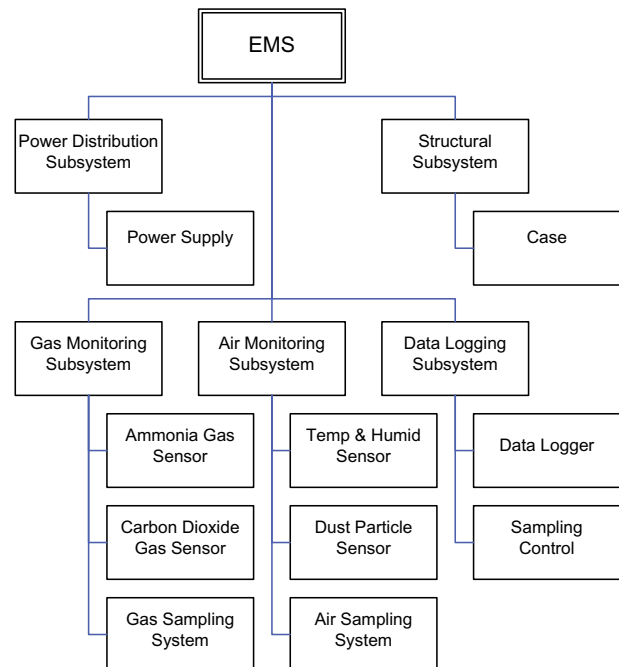 EMS
Power Distribution
Subsystem
Structural
Subsystem
Power Supply
Case
Gas Monitoring
Subsystem
Air Monitoring
Subsystem
Data Logging
Subsystem
Ammonia Gas
Sensor
Temp & Humid
Sensor
Data Logger
Carbon Dioxide
Gas Sensor
Dust Particle
Sensor
Sampling
Control
Gas Sampling
System
Air Sampling
System